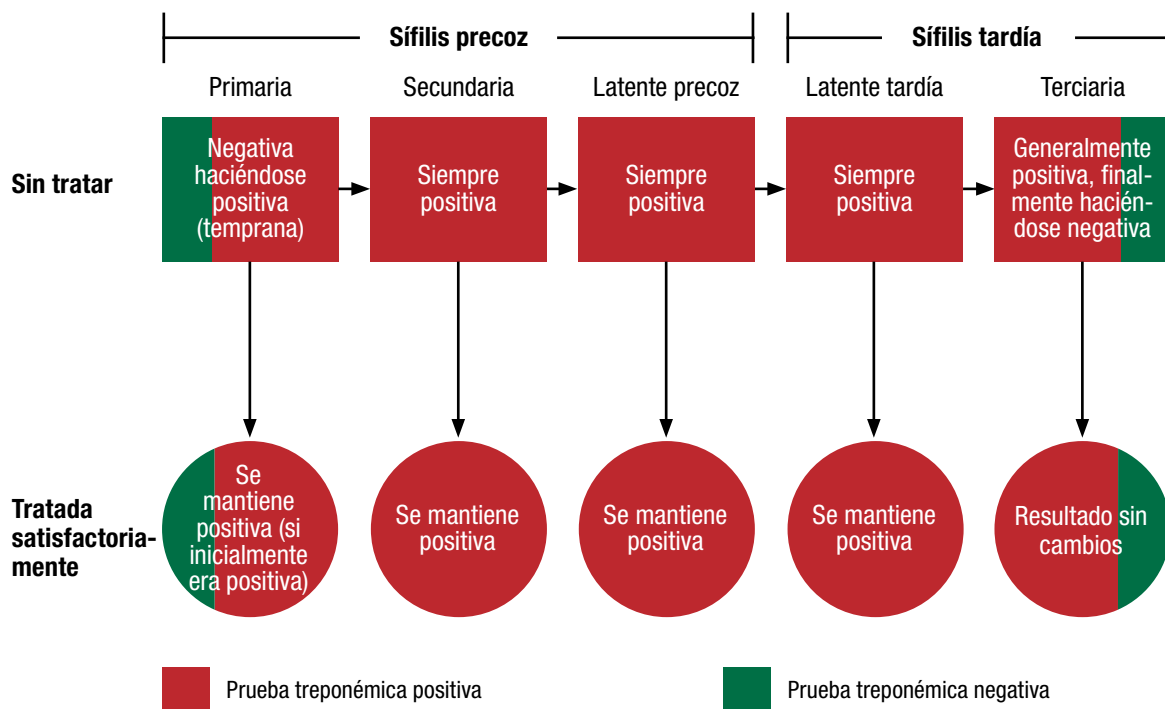 Sífilis precoz
Sífilis tardía
Primaria
Secundaria
Latente precoz
Latente tardía
Terciaria
Sin tratar
Negativa
haciéndose
positiva
(temprana)
Siempre
positiva
Siempre
positiva
Siempre
positiva
Generalmente
positiva, final-
mente hacién-
dose negativa
Tratada
satisfactoria-
mente
Se
mantiene
positiva (si
inicialmente
era positiva)
Se mantiene
positiva
Se mantiene
positiva
Se mantiene
positiva
Resultado sin
cambios
Prueba treponémica positiva
Prueba treponémica negativa